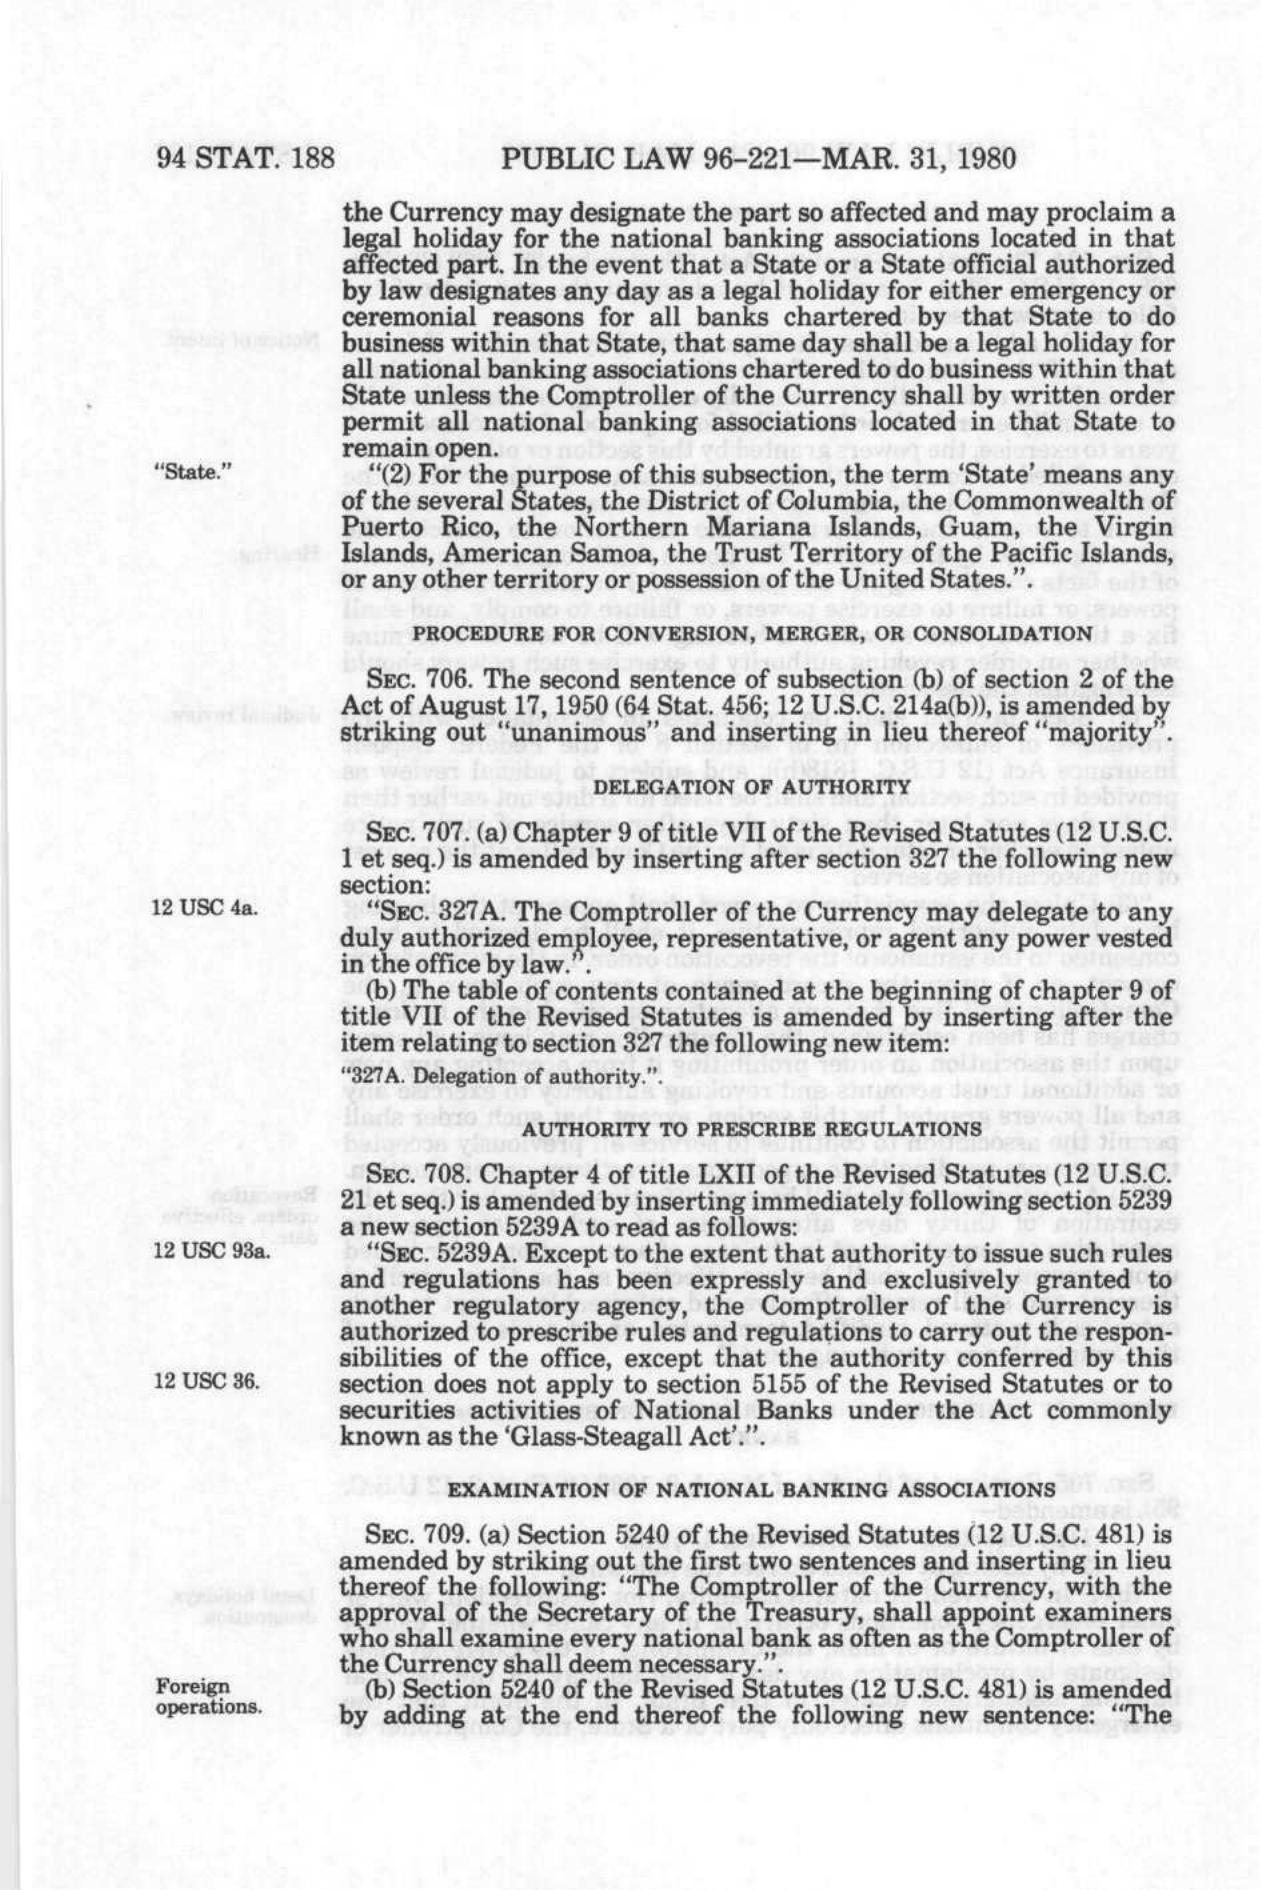 94 STAT. 188
PUBLIC LAW 96-221—MAR. 31, 1980
the Currency may designate the part so affected and may proclaim a
legal holiday for the national banking associations located in that
affected part. In the event that a State or a State official authorized
by law designates any day as a legal holiday for either emergency or
ceremonial reasons for all banks chartered by that State to do
business within that State, that same day shall be a legal holiday for
all national banking associations chartered to do business within that
State unless the Comptroller of the Currency shall by written order
permit all national banking associations located in that State to
remain open.
"State."
"(2) For the purpose of this subsection, the term 'State' means any
of the several States, the District of Columbia, the Commonwealth of
Puerto Rico, the Northern Mariana Islands, Guam, the Virgin
Islands, American Samoa, the Trust Territory of the Pacific Islands,
or any other territory or possession of the United States.".
PROCEDURE FOR CONVERSION, MERGER, OR CONSOLIDATION
SEC. 706. The second sentence of subsection (b) of section 2 of the
Act of August 17, 1950 (64 Stat. 456; 12 U.S.C. 214a(b)), is amended by
striking out "unanimous" and inserting in lieu thereof "majority".
DELEGATION OF AUTHORITY
SEC. 707. (a) Chapter 9 of title VII of the Revised Statutes (12 U.S.C.
1 et seq.) is amended by inserting after section 327 the following new
section:
12 USC 4a.
"SEC. 327A. The Comptroller of the Currency may delegate to any
duly authorized employee, representative, or agent any power vested
in the office by law.".
(b) The table of contents contained at the beginning of chapter 9 of
title VII of the Revised Statutes is amended by inserting after the
item relating to section 327 the following new item:
"327A. Delegation of authority.".
AUTHORITY TO PRESCRIBE REGULATIONS
SEC. 708. Chapter 4 of title LXII of the Revised Statutes (12 U.S.C.
21 et seq.) is amended by inserting immediately following section 5239
a new section 5239A to read as follows:
12 USC 93a.
"SEC. 5239A. Except to the extent that authority to issue such rules
and regulations has been expressly and exclusively granted to
another regulatory agency, the Comptroller of the Currency is
authorized to prescribe rules and regulations to carry out the respon-
sibilities of the office, except that the authority conferred by this
12 USC 36.
section does not apply to section 5155 of the Revised Statutes or to
securities activities of National Banks under the Act commonly
known as the 'Glass-Steagall Act'.".
EXAMINATION OF NATIONAL BANKING ASSOCIATIONS
SEC. 709. (a) Section 5240 of the Revised Statutes (12 U.S.C. 481) is
amended by striking out the first two sentences and inserting in lieu
thereof the following: "The Comptroller of the Currency, with the
approval of the Secretary of the Treasury, shall appoint examiners
who shall examine every national bank as often as the Comptroller of
the Currency shall deem necessary.".
Foreign
operations.
(b) Section 5240 of the Revised Statutes (12 U.S.C. 481) is amended
by adding at the end thereof the following new sentence: "The